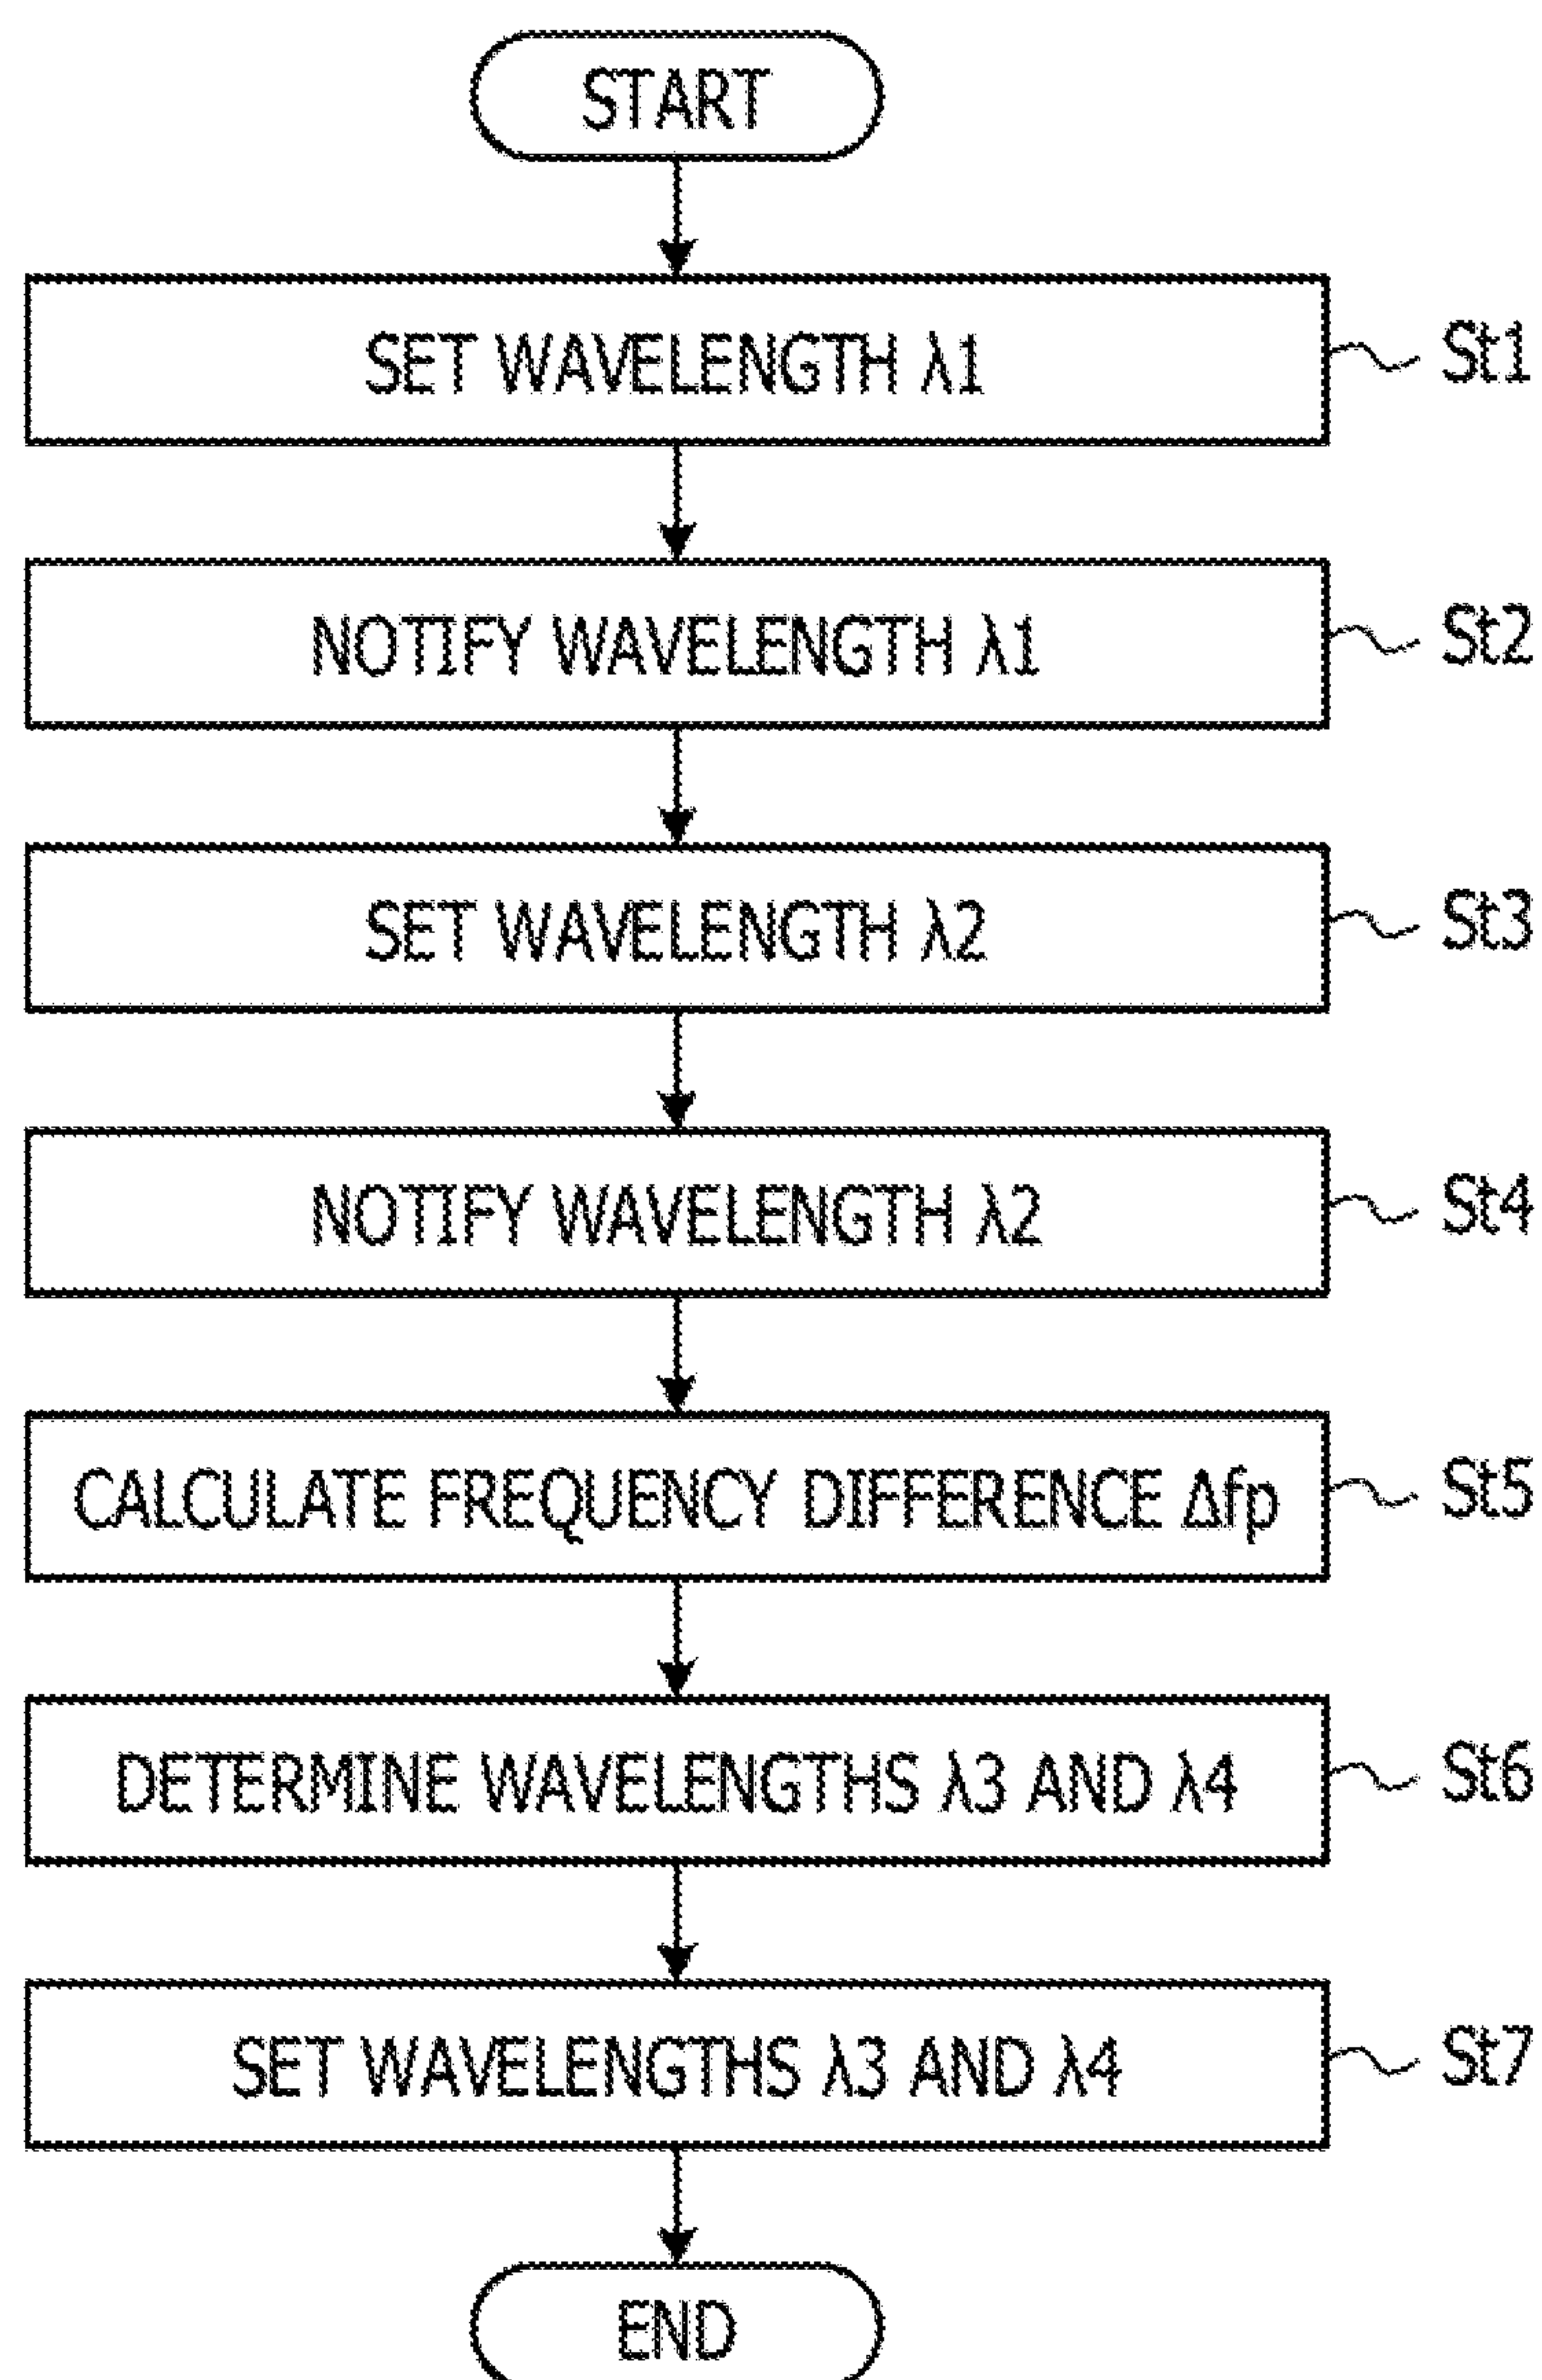 START
SET WAVELENGTH λ1
St1
NOTIFY WAVELENGTH λ1
St2
SET WAVELENGTH λ2
St3
NOTIFY WAVELENGTH λ2
St4
CALCULATE FREQUENCY DIFFERENCE Δfp
St5
DETERMINE WAVELENGTHS λ3 AND λ4
St6
SET WAVELENGTHS λ3 AND λ4
St7
END